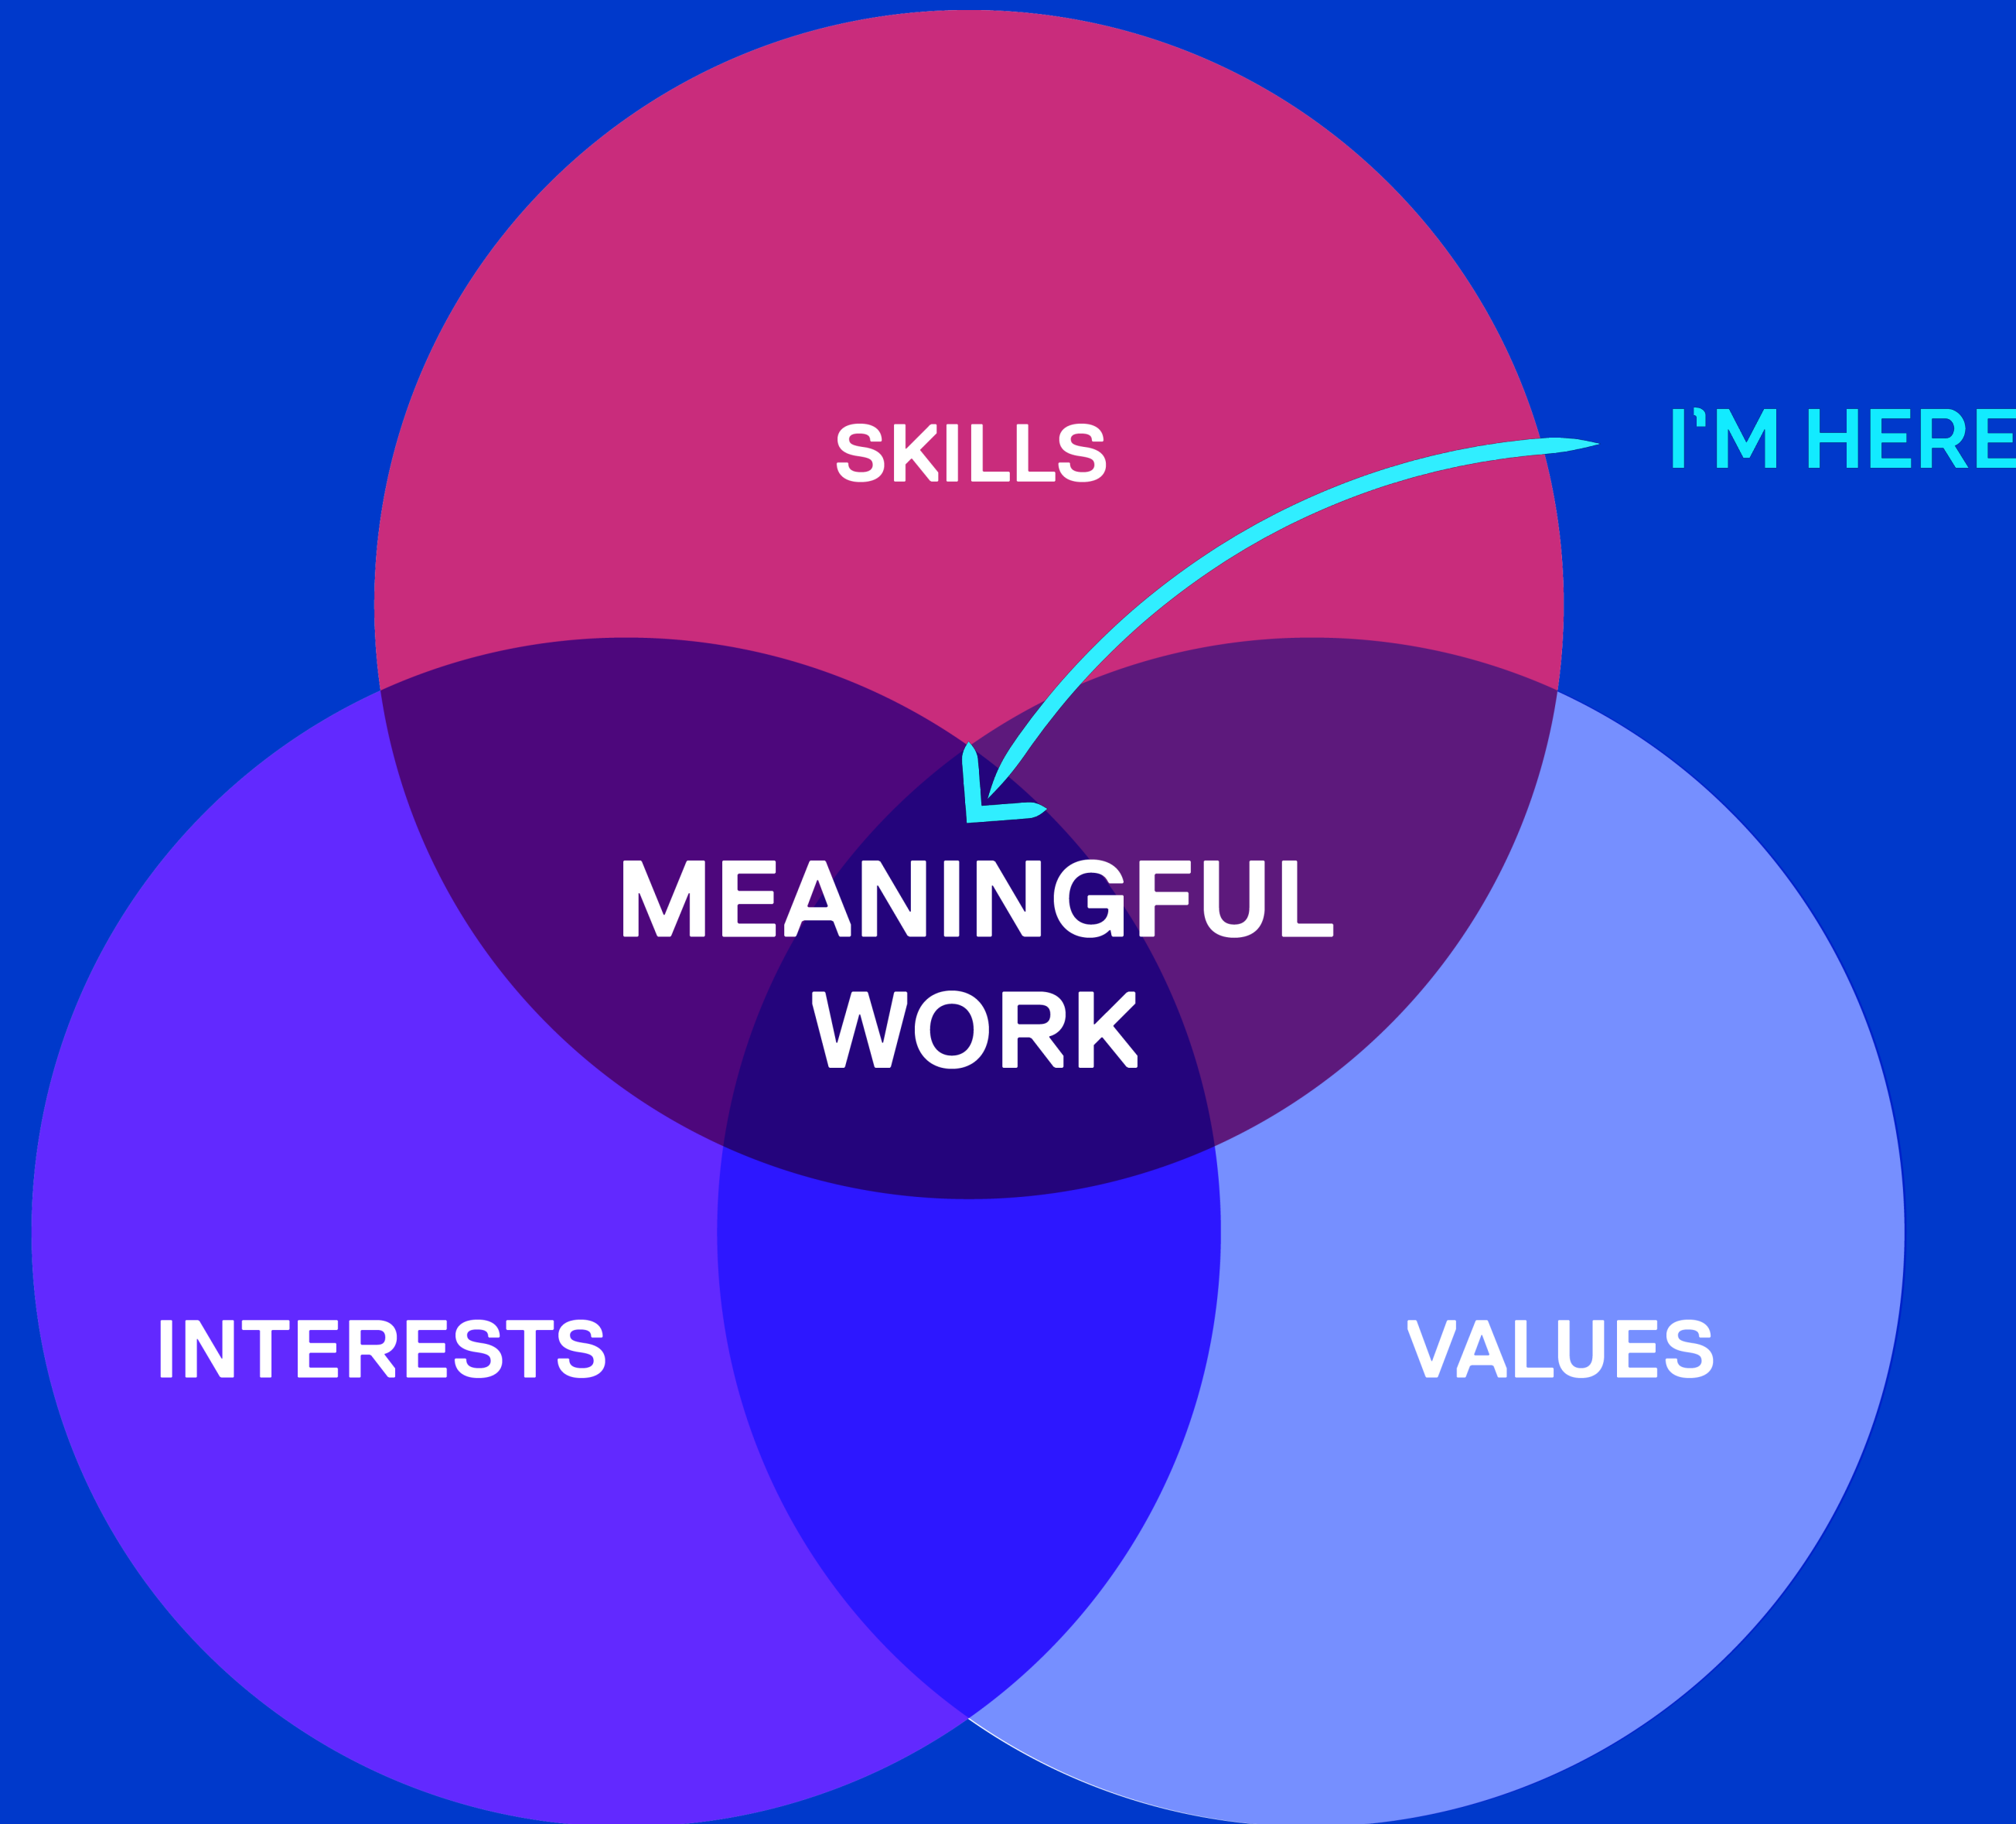 SKILLS
I'M HERE
MEANINGFUL
WORK
INTERESTS
VALUES